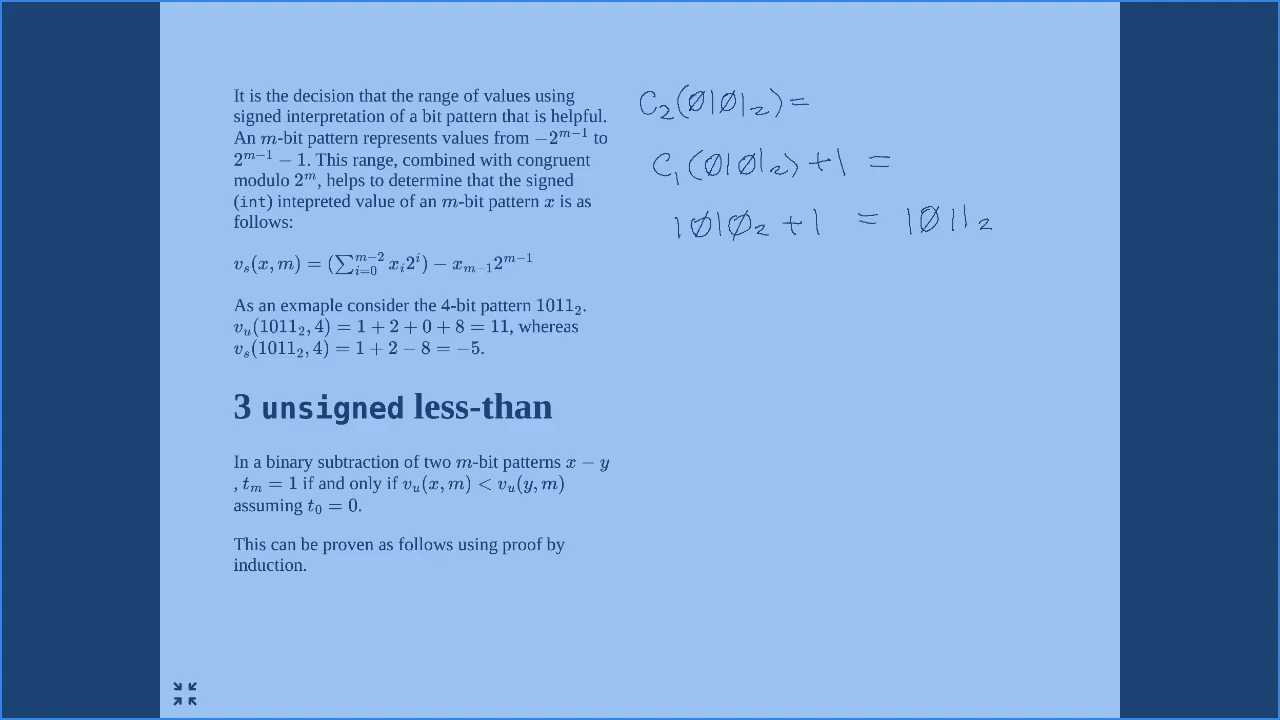 It is the decision that the range of values using
signed interpretation of a bit pattern that is helpful.
An m-bit pattern represents values from −2^{m−1} to
2^{m−1} − 1. This range, combined with congruent
modulo 2^m, helps to determine that the signed
(int) intepreted value of an m-bit pattern x is as
follows:
v_s(x, m) = (∑_{i=0}^{m−2} x_i 2^i) − x_{m−1} 2^{m−1}
As an exmaple consider the 4-bit pattern 1011_2.
v_u(1011_2, 4) = 1 + 2 + 0 + 8 = 11, whereas
v_s(1011_2, 4) = 1 + 2 − 8 = −5.
3 unsigned less-than
In a binary subtraction of two m-bit patterns x − y
, t_m = 1 if and only if v_u(x, m) < v_u(y, m)
assuming t_0 = 0.
This can be proven as follows using proof by
induction.
C_2(0101_2) =
C_1(0101_2) + 1 =
1010_2 + 1 = 1011_2